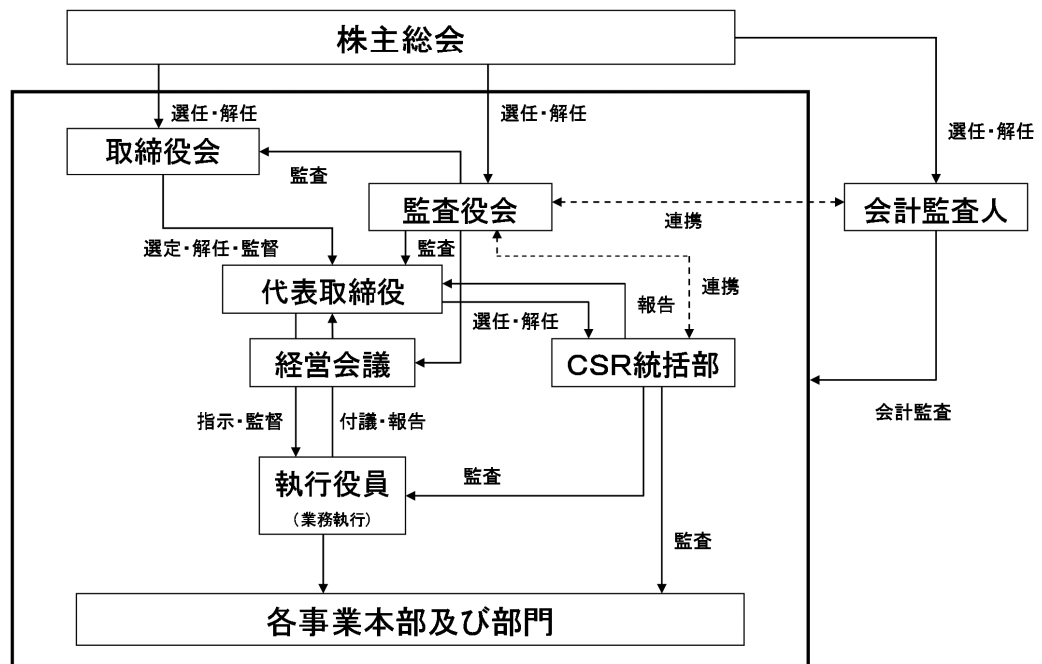 株主総会
選任・解任
選任・解任
選任・解任
取締役会
監査
監査役会
会計監査人
連携
選定・解任・監督
監査
代表取締役
連携
報告
選任・解任
経営会議
CSR統括部
指示・監督
付議・報告
会計監査
執行役員
(業務執行)
監査
監査
各事業本部及び部門